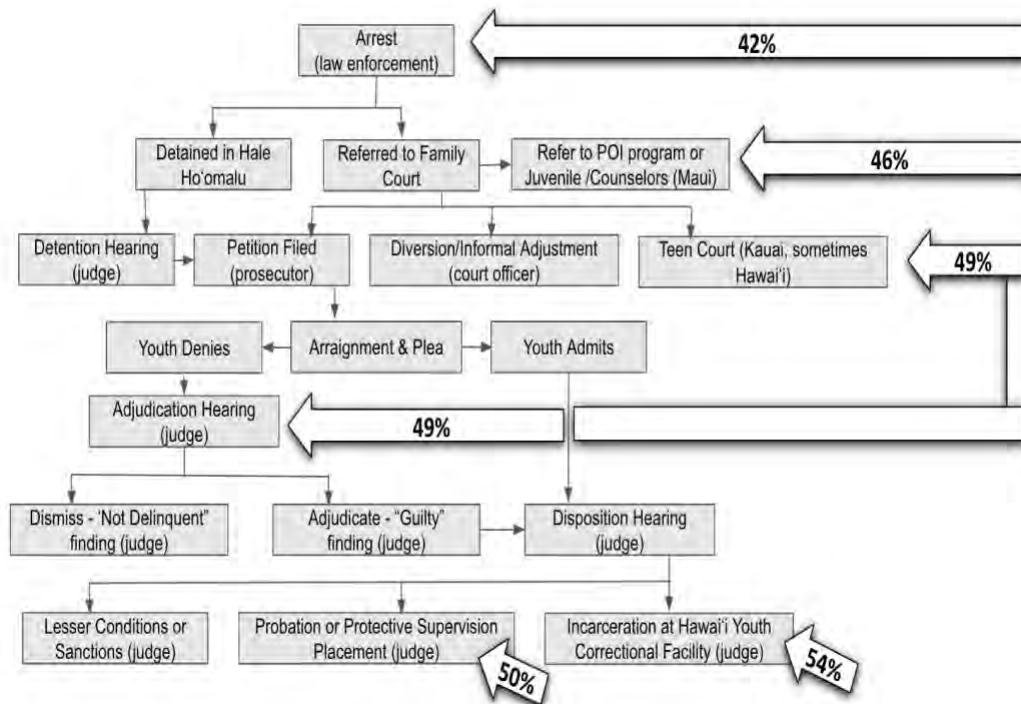 Arrest
(law enforcement)
42%
Detained in Hale
Ho‘omalu
Referred to Family
Court
Refer to POI program or
Juvenile /Counselors (Maui)
46%
Detention Hearing
(judge)
Petition Filed
(prosecutor)
Diversion/Informal Adjustment
(court officer)
Teen Court (Kauai, sometimes
Hawai‘i)
49%
Youth Denies
Arraignment & Plea
Youth Admits
Adjudication Hearing
(judge)
49%
Dismiss - ‘Not Delinquent”
finding (judge)
Adjudicate - “Guilty”
finding (judge)
Disposition Hearing
(judge)
Lesser Conditions or
Sanctions (judge)
Probation or Protective Supervision
Placement (judge)
50%
Incarceration at Hawai‘i Youth
Correctional Facility (judge)
54%